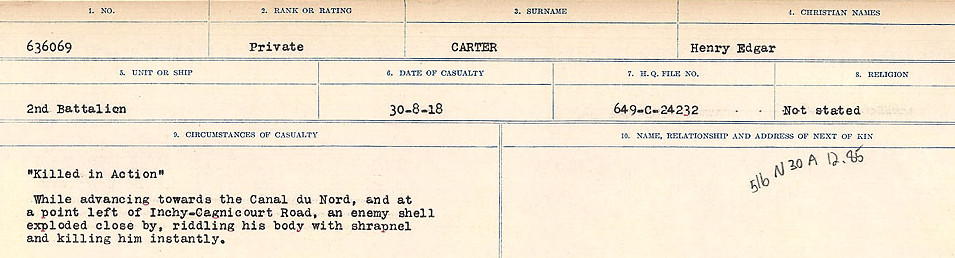 1. NO. 2. RANK OR RATING 3. SURNAME 4. CHRISTIAN NAMES
636069 Private CARTER Henry Edgar
5. UNIT OR SHIP 6. DATE OF CASUALTY 7. H.Q. FILE NO. 8. RELIGION
2nd Battalion 30-8-18 649-C-24232 Not stated
9. CIRCUMSTANCES OF CASUALTY 10. NAME, RELATIONSHIP AND ADDRESS OF NEXT OF KIN
51b N 30 A 12.85
"Killed in Action"
While advancing towards the Canal du Nord, and at
a point left of Inchy-Cagnicourt Road, an enemy shell
exploded close by, riddling his body with shrapnel
and killing him instantly.